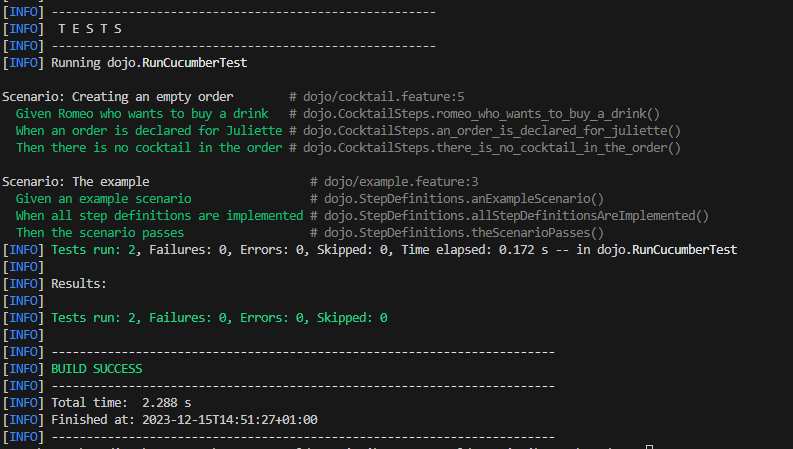 [INFO] -------------------------------------------------------
[INFO]  T E S T S
[INFO] -------------------------------------------------------
[INFO] Running dojo.RunCucumberTest
Scenario: Creating an empty order        # dojo/cocktail.feature:5
  Given Romeo who wants to buy a drink   # dojo.CocktailSteps.romeo_who_wants_to_buy_a_drink()
  When an order is declared for Juliette # dojo.CocktailSteps.an_order_is_declared_for_juliette()
  Then there is no cocktail in the order # dojo.CocktailSteps.there_is_no_cocktail_in_the_order()
Scenario: The example                       # dojo/example.feature:3
  Given an example scenario                 # dojo.StepDefinitions.anExampleScenario()
  When all step definitions are implemented # dojo.StepDefinitions.allStepDefinitionsAreImplemented()
  Then the scenario passes                  # dojo.StepDefinitions.theScenarioPasses()
[INFO] Tests run: 2, Failures: 0, Errors: 0, Skipped: 0, Time elapsed: 0.172 s -- in dojo.RunCucumberTest
[INFO]
[INFO] Results:
[INFO]
[INFO] Tests run: 2, Failures: 0, Errors: 0, Skipped: 0
[INFO]
[INFO] ------------------------------------------------------------------------
[INFO] BUILD SUCCESS
[INFO] ------------------------------------------------------------------------
[INFO] Total time:  2.288 s
[INFO] Finished at: 2023-12-15T14:51:27+01:00
[INFO] ------------------------------------------------------------------------